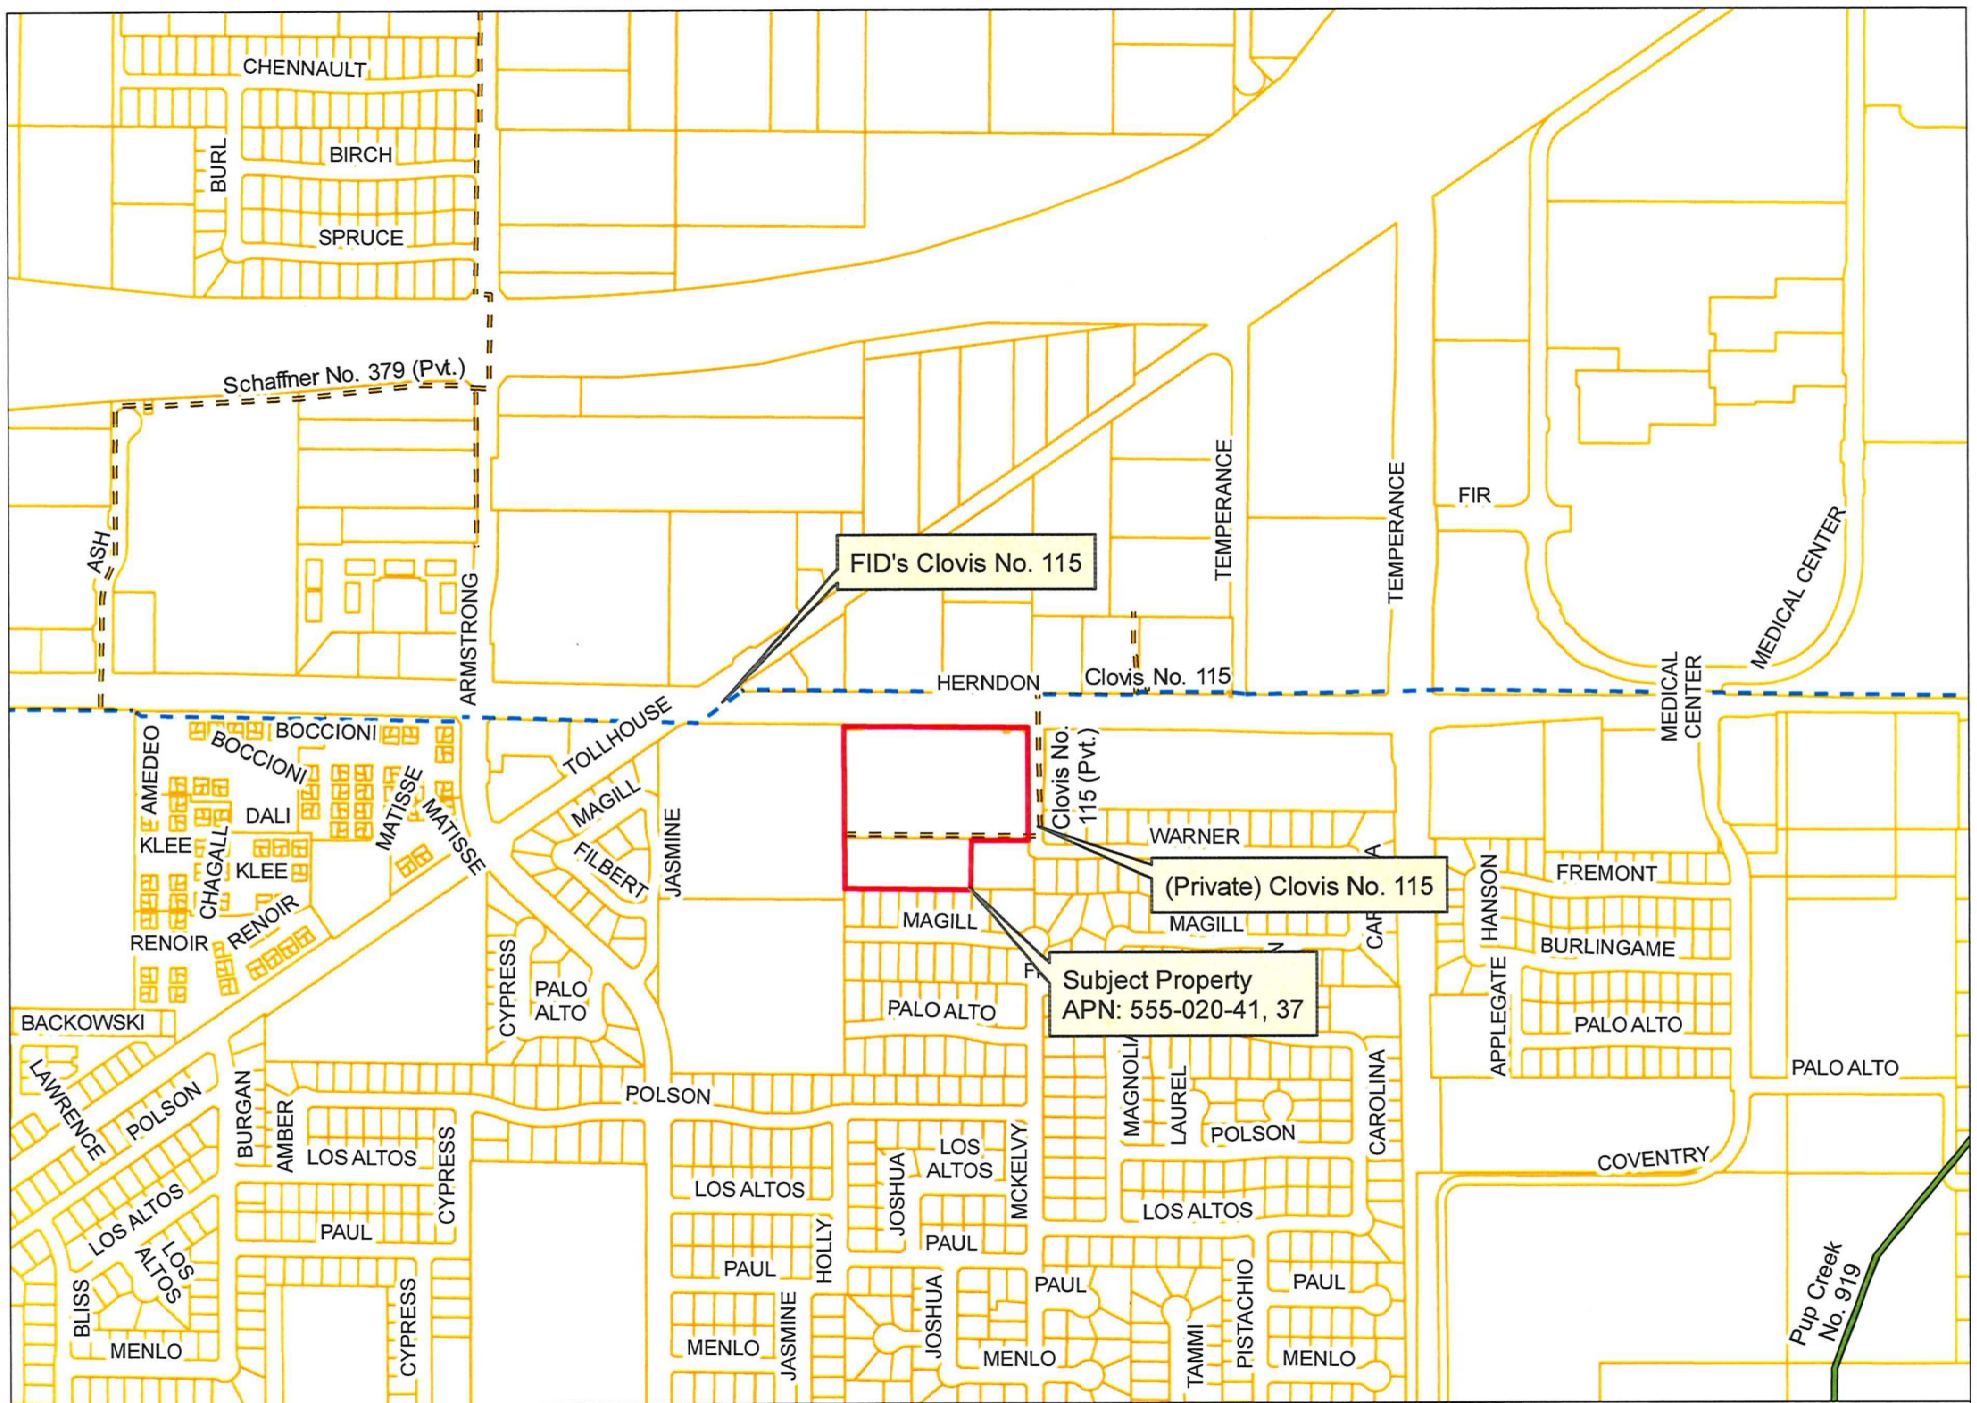 CHENNAULT
BURL
BIRCH
SPRUCE
Schaffner No. 379 (Pvt.)
ASH
ARMSTRONG
TEMPERANCE
TEMPERANCE
FIR
MEDICAL CENTER
FID's Clovis No. 115
HERNDON
Clovis No. 115
MEDICAL
CENTER
TOLLHOUSE
AMEDEO
BOCCIONI
BOCCIONI
MATISSE
MATISSE
DALI
KLEE
CHAGALL
KLEE
RENOIR
RENOIR
MAGILL
FILBERT
JASMINE
Clovis No.
115 (Pvt.)
WARNER
(Private) Clovis No. 115
MAGILL
MAGILL
HANSON
FREMONT
BURLINGAME
Subject Property
APN: 555-020-41, 37
CYPRESS
PALO
ALTO
PALO ALTO
APPLEGATE
PALO ALTO
PALO ALTO
BACKOWSKI
LAWRENCE
POLSON
BURGAN
AMBER
POLSON
MAGNOLIA
LAUREL
POLSON
CAROLINA
LOS ALTOS
CYPRESS
LOS ALTOS
JOSHUA
LOS
ALTOS
MCKELVY
COVENTRY
LOS ALTOS
LOS
ALTOS
PAUL
LOS ALTOS
PAUL
HOLLY
PAUL
PAUL
PISTACHIO
PAUL
Pup Creek
No. 919
BLISS
MENLO
CYPRESS
MENLO
JASMINE
JOSHUA
MENLO
TAMMI
MENLO